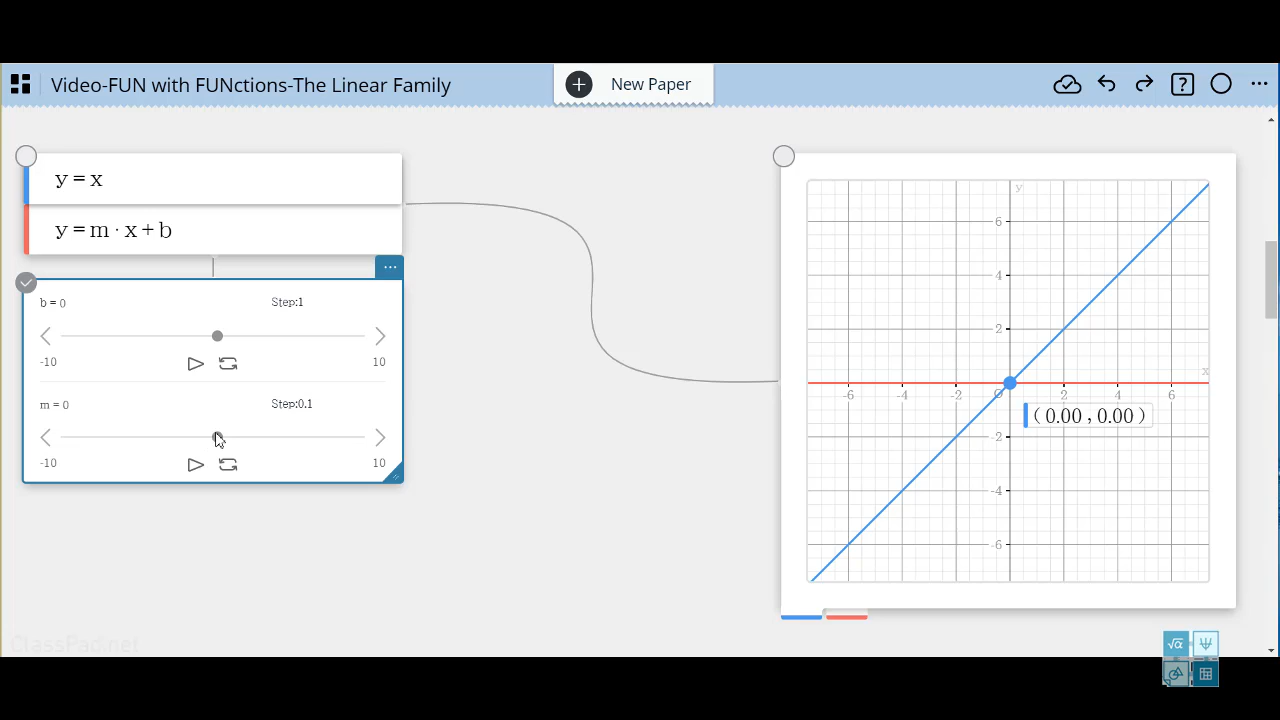 Video-FUN with FUNctions-The Linear Family
+ New Paper
?
y = x
y = m · x + b
b = 0 Step:1
-10 10
m = 0 Step:0.1
-10 10
y
6
4
2
x
-6 -4 -2 0 2 4 6
( 0.00 , 0.00 )
-2
-4
-6
ClassPad.net
√α